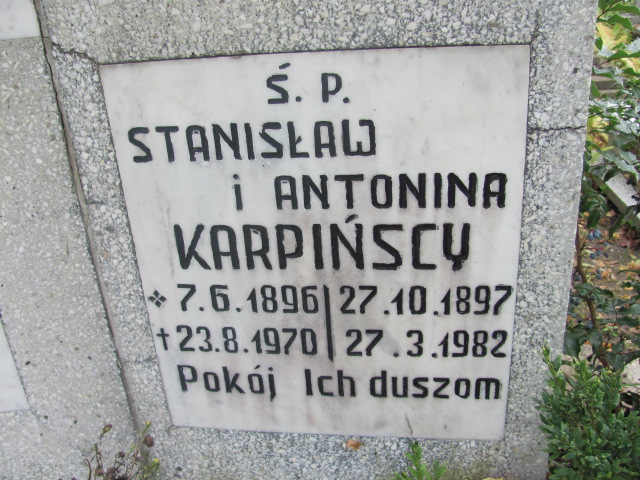 Ś. P.
STANISŁAW
i ANTONINA
KARPIŃSCY
7.6.1896 | 27.10.1897
† 23.8.1970 | 27.3.1982
Pokój Ich duszom